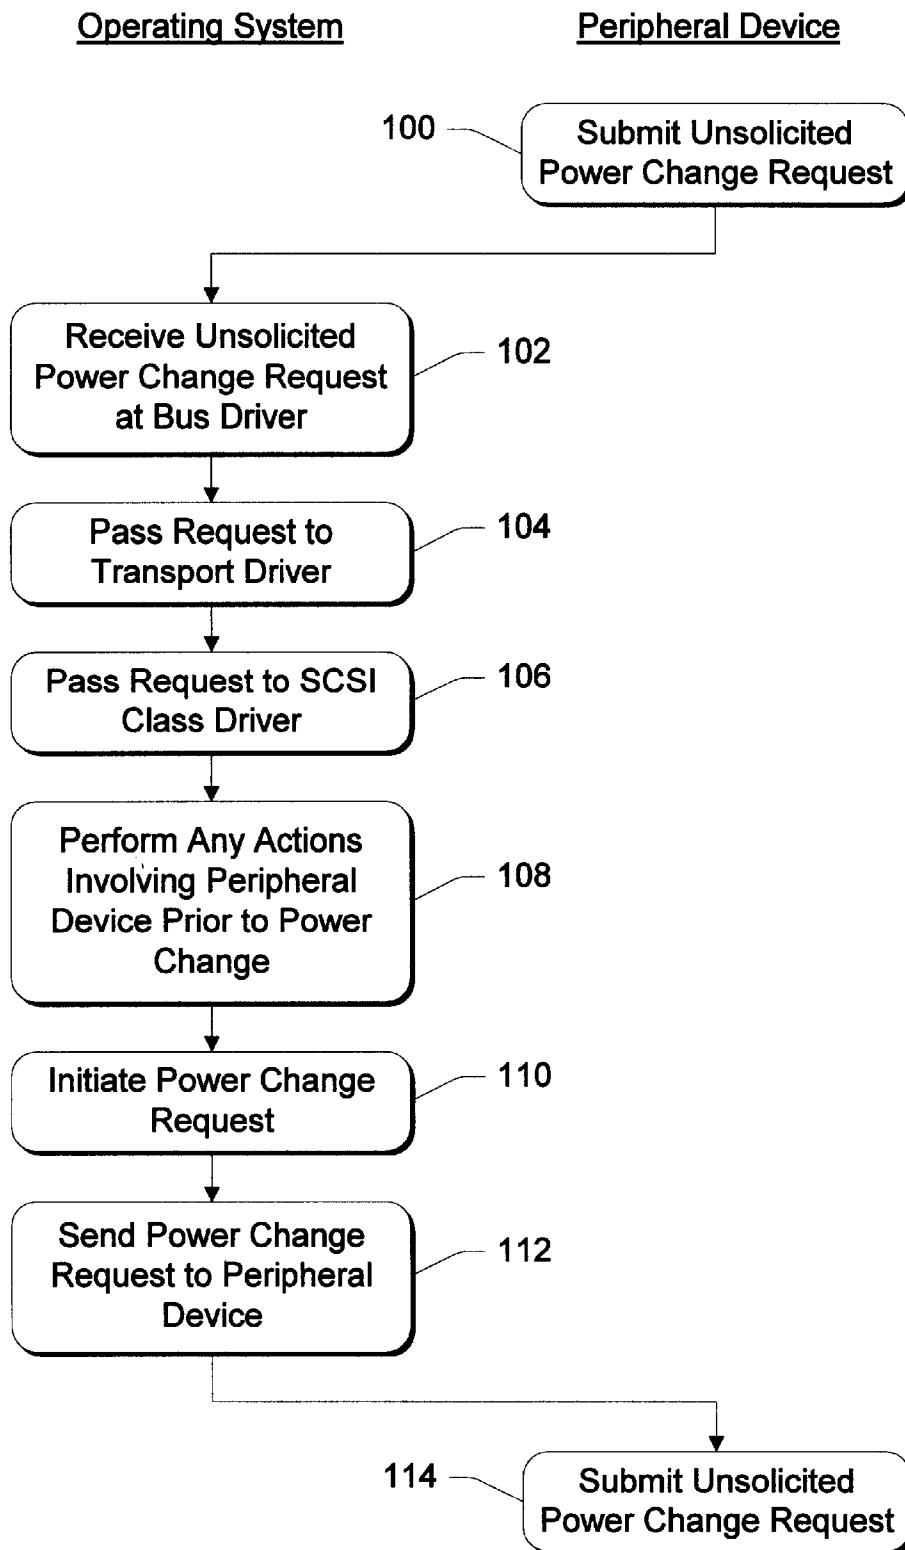 Operating System
Peripheral Device
100
Submit Unsolicited
Power Change Request
Receive Unsolicited
Power Change Request
at Bus Driver
102
Pass Request to
Transport Driver
104
Pass Request to SCSI
Class Driver
106
Perform Any Actions
Involving Peripheral
Device Prior to Power
Change
108
Initiate Power Change
Request
110
Send Power Change
Request to Peripheral
Device
112
114
Submit Unsolicited
Power Change Request